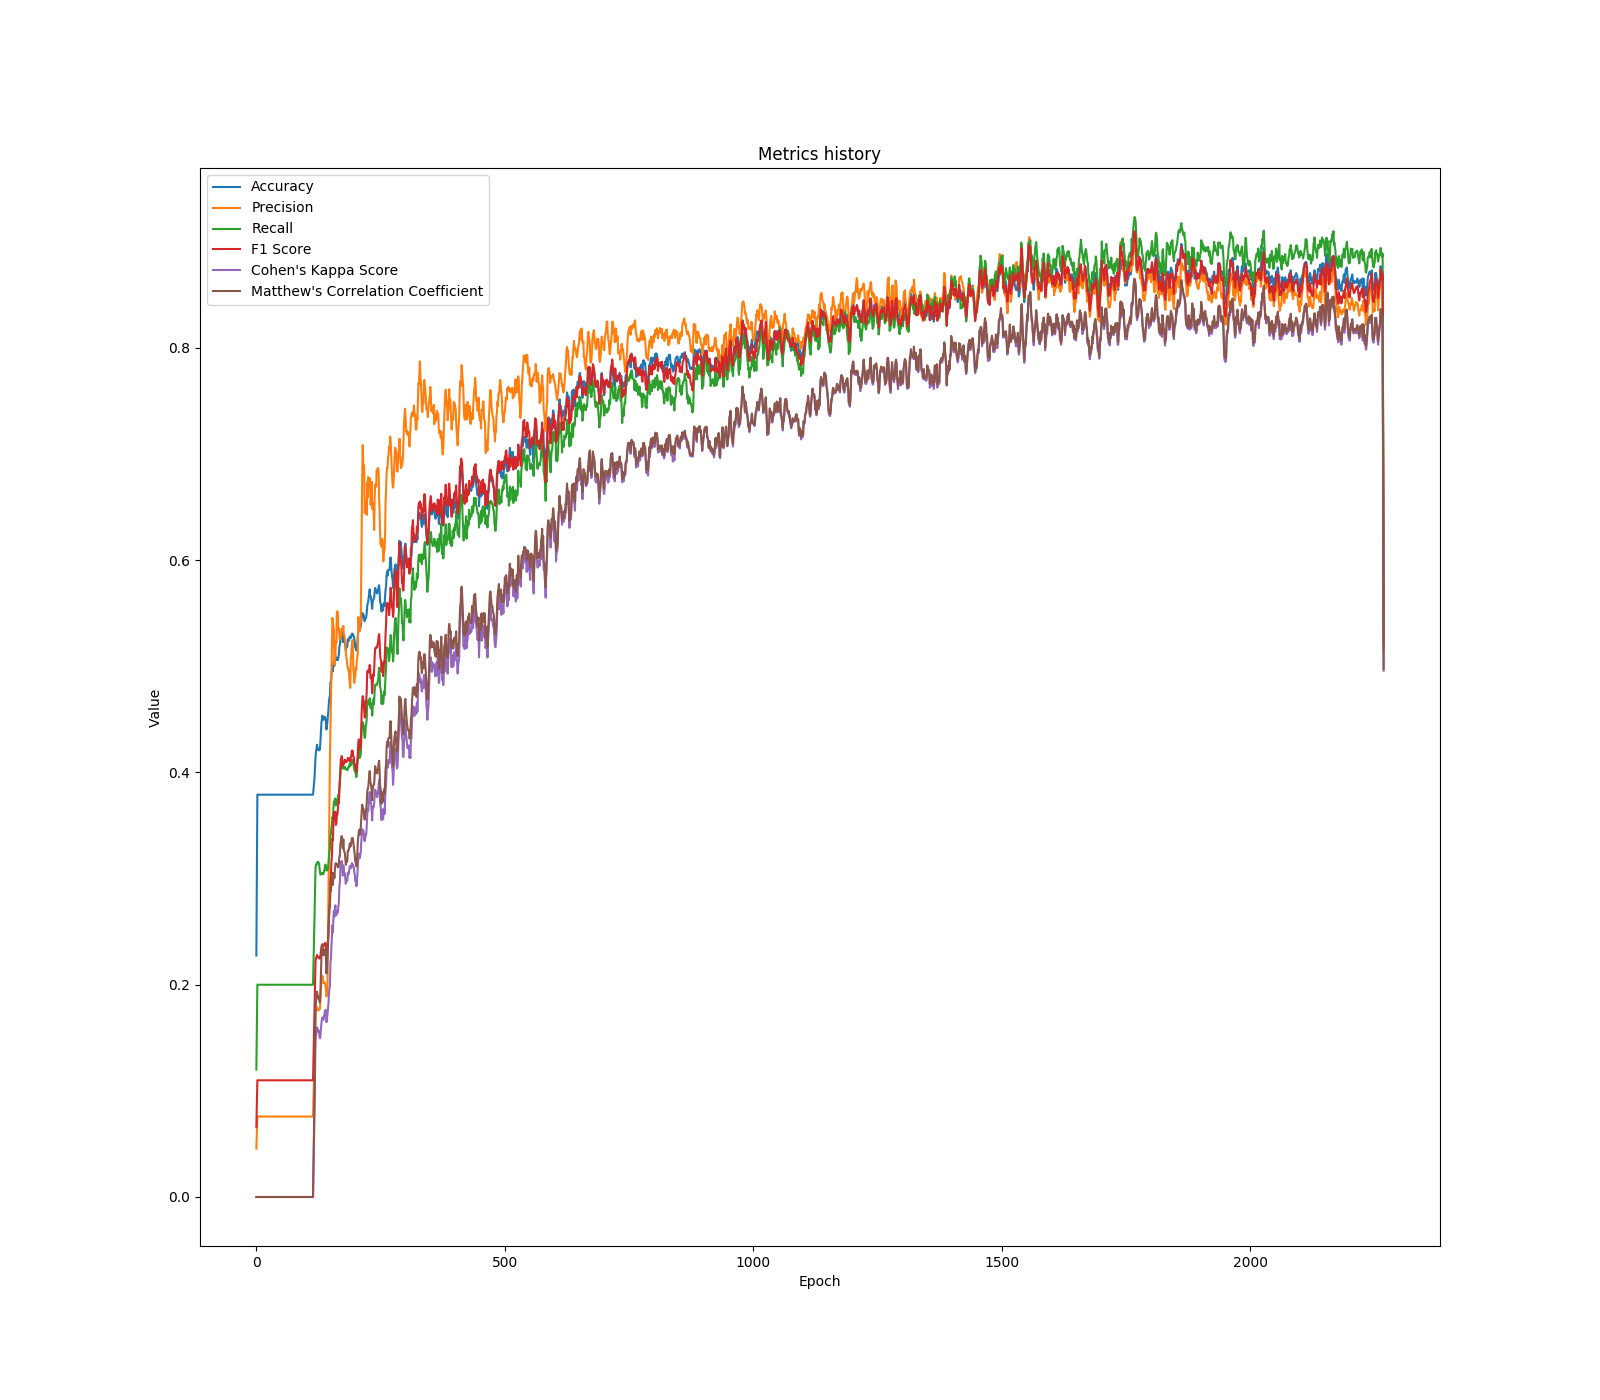 Metrics history
Accuracy
Precision
Recall
F1 Score
Cohen's Kappa Score
Matthew's Correlation Coefficient
Value
0.8
0.6
0.4
0.2
0.0
0
500
1000
1500
2000
Epoch